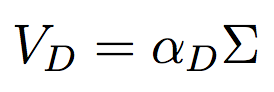 V_D = α_D Σ